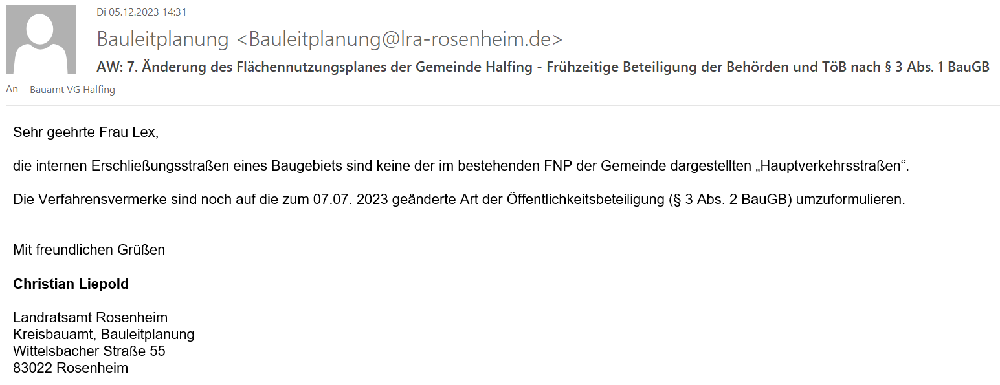 Di 05.12.2023 14:31
Bauleitplanung <Bauleitplanung@lra-rosenheim.de>
AW: 7. Änderung des Flächennutzungsplanes der Gemeinde Halfing - Frühzeitige Beteiligung der Behörden und TöB nach § 3 Abs. 1 BauGB
An Bauamt VG Halfing
Sehr geehrte Frau Lex,
die internen Erschließungsstraßen eines Baugebiets sind keine der im bestehenden FNP der Gemeinde dargestellten „Hauptverkehrsstraßen“.
Die Verfahrensvermerke sind noch auf die zum 07.07. 2023 geänderte Art der Öffentlichkeitsbeteiligung (§ 3 Abs. 2 BauGB) umzuformulieren.
Mit freundlichen Grüßen
Christian Liepold
Landratsamt Rosenheim
Kreisbauamt, Bauleitplanung
Wittelsbacher Straße 55
83022 Rosenheim